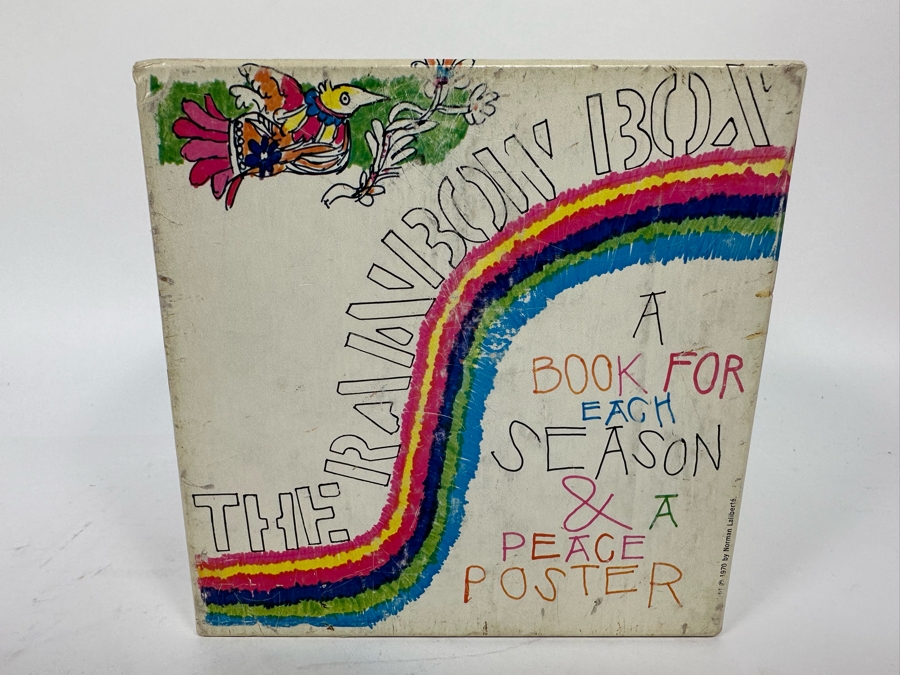 THE RAINBOW BOX
A
BOOK FOR
EACH
SEASON
& A
PEACE
POSTER
1970 by Norman Laliberté